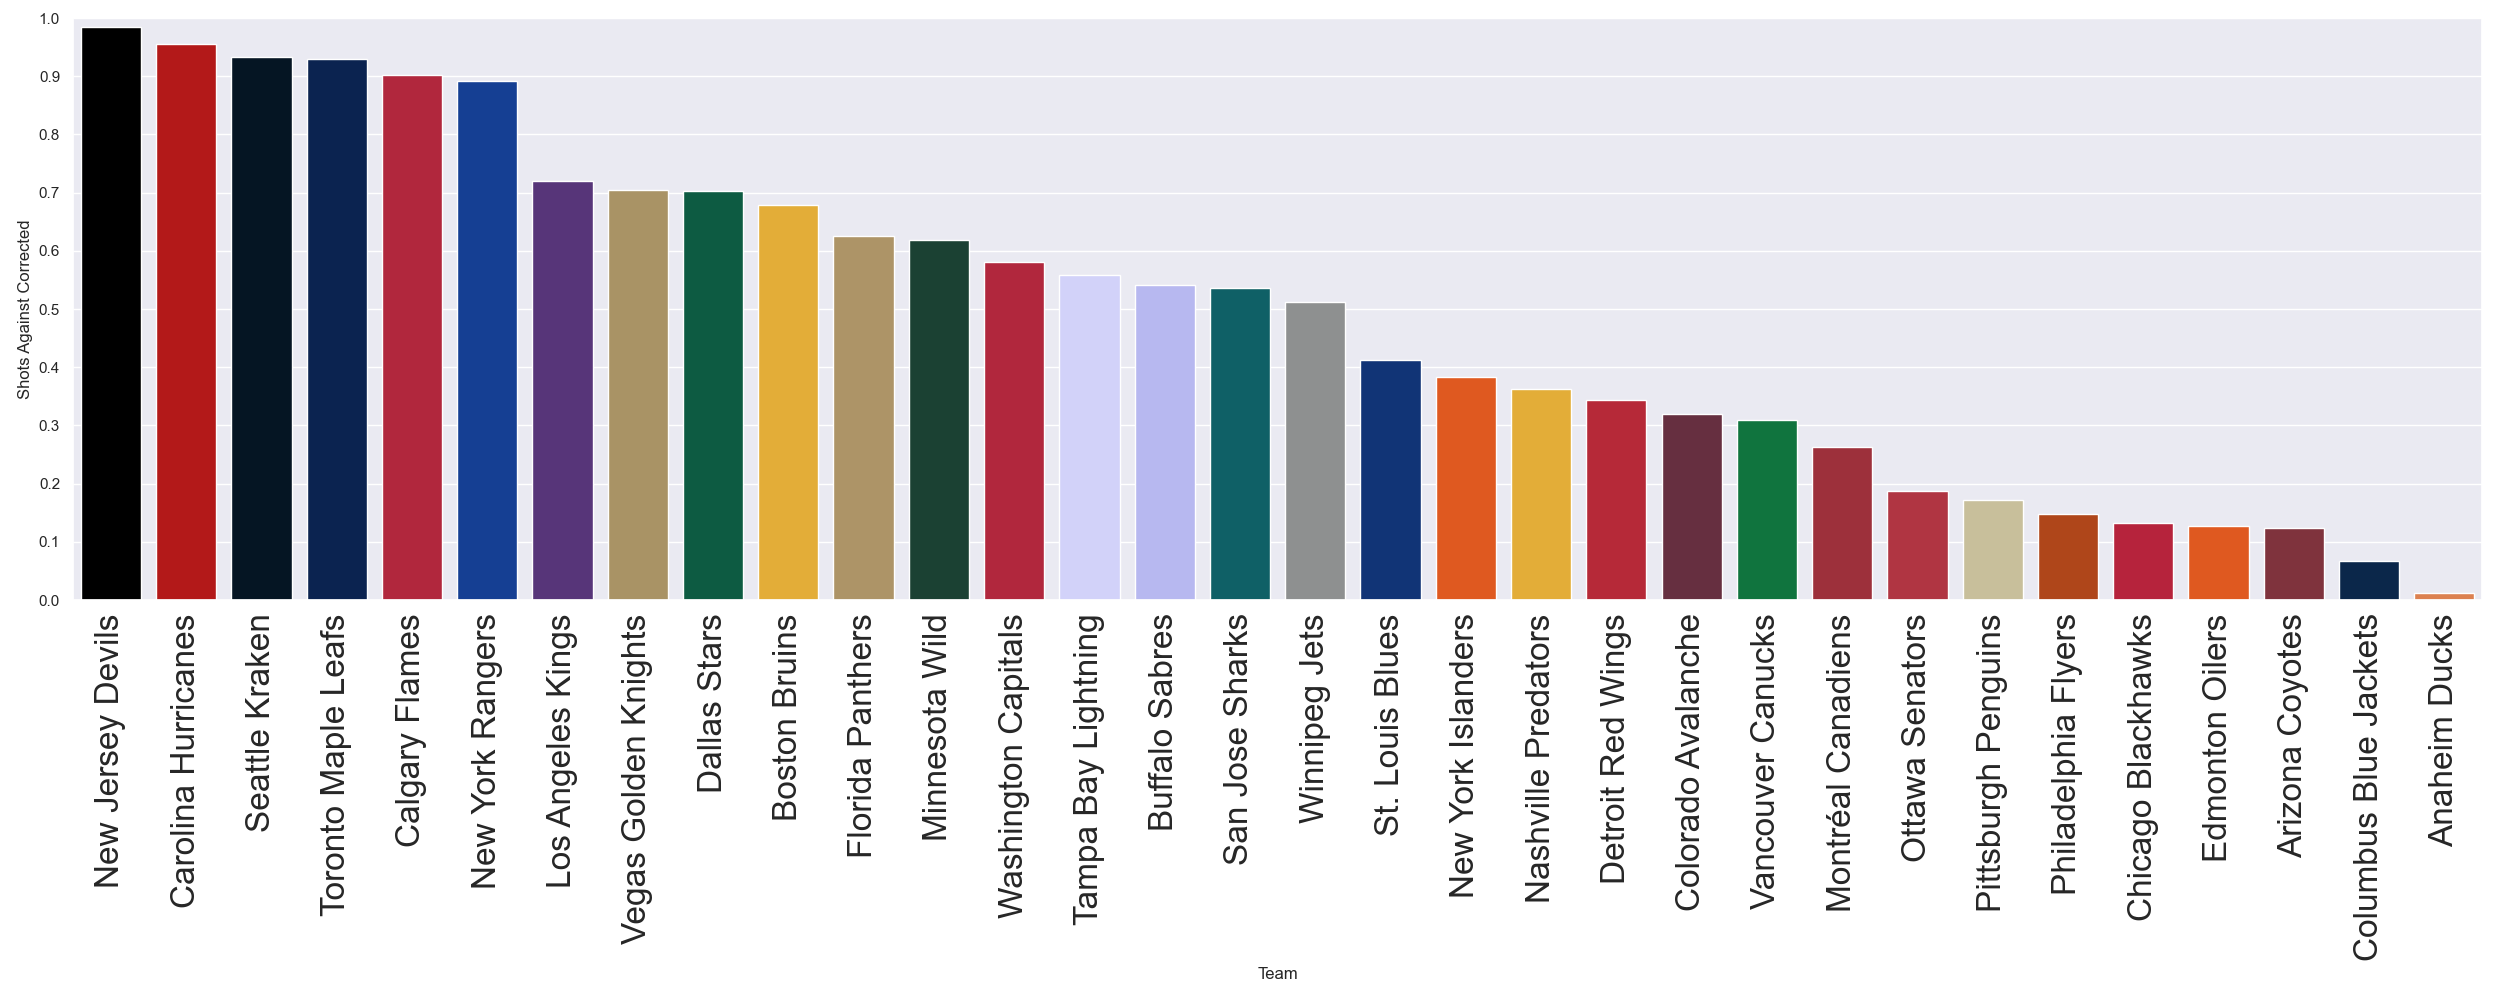 1.0
0.9
0.8
0.7
0.6
0.5
0.4
0.3
0.2
0.1
0.0
Shots Against Corrected
New Jersey Devils
Carolina Hurricanes
Seattle Kraken
Toronto Maple Leafs
Calgary Flames
New York Rangers
Los Angeles Kings
Vegas Golden Knights
Dallas Stars
Boston Bruins
Florida Panthers
Minnesota Wild
Washington Capitals
Tampa Bay Lightning
Buffalo Sabres
San Jose Sharks
Winnipeg Jets
St. Louis Blues
New York Islanders
Nashville Predators
Detroit Red Wings
Colorado Avalanche
Vancouver Canucks
Montréal Canadiens
Ottawa Senators
Pittsburgh Penguins
Philadelphia Flyers
Chicago Blackhawks
Edmonton Oilers
Arizona Coyotes
Columbus Blue Jackets
Anaheim Ducks
Team